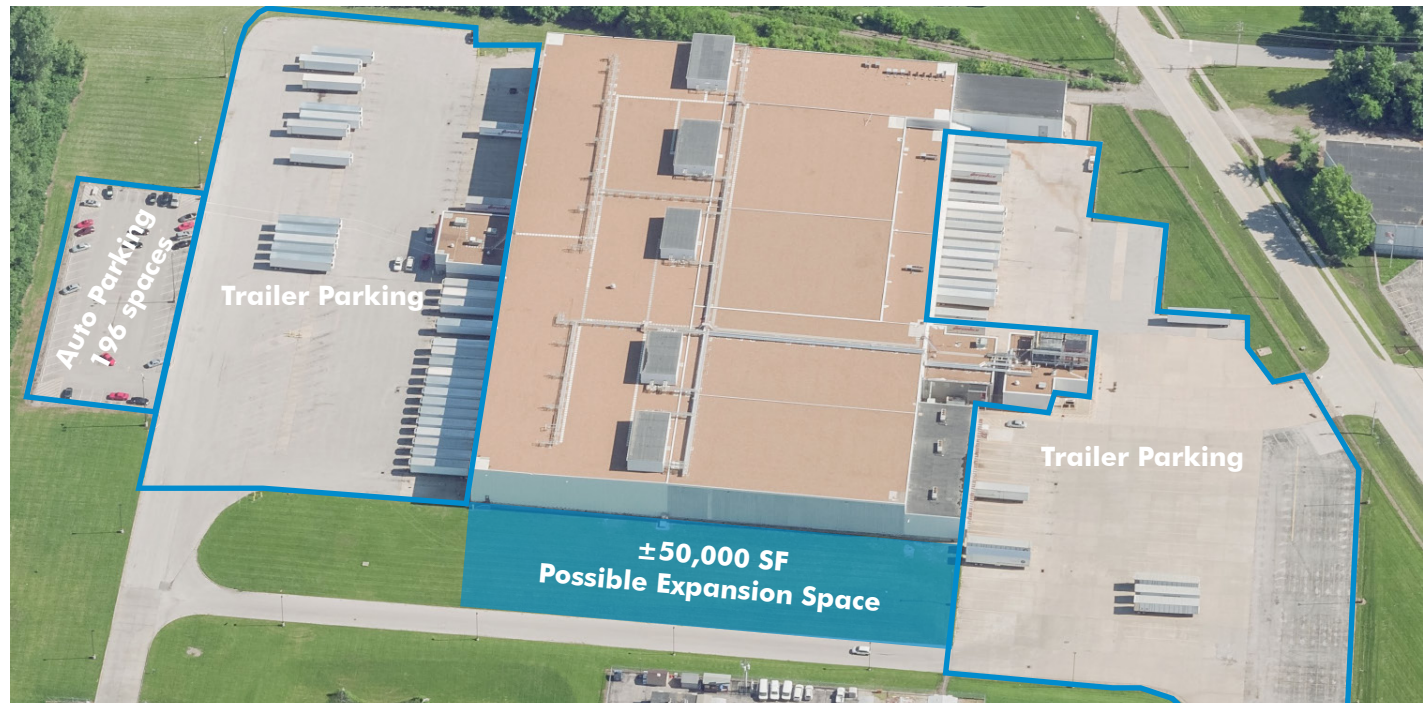 Auto Parking
196 spaces
Trailer Parking
Trailer Parking
±50,000 SF
Possible Expansion Space